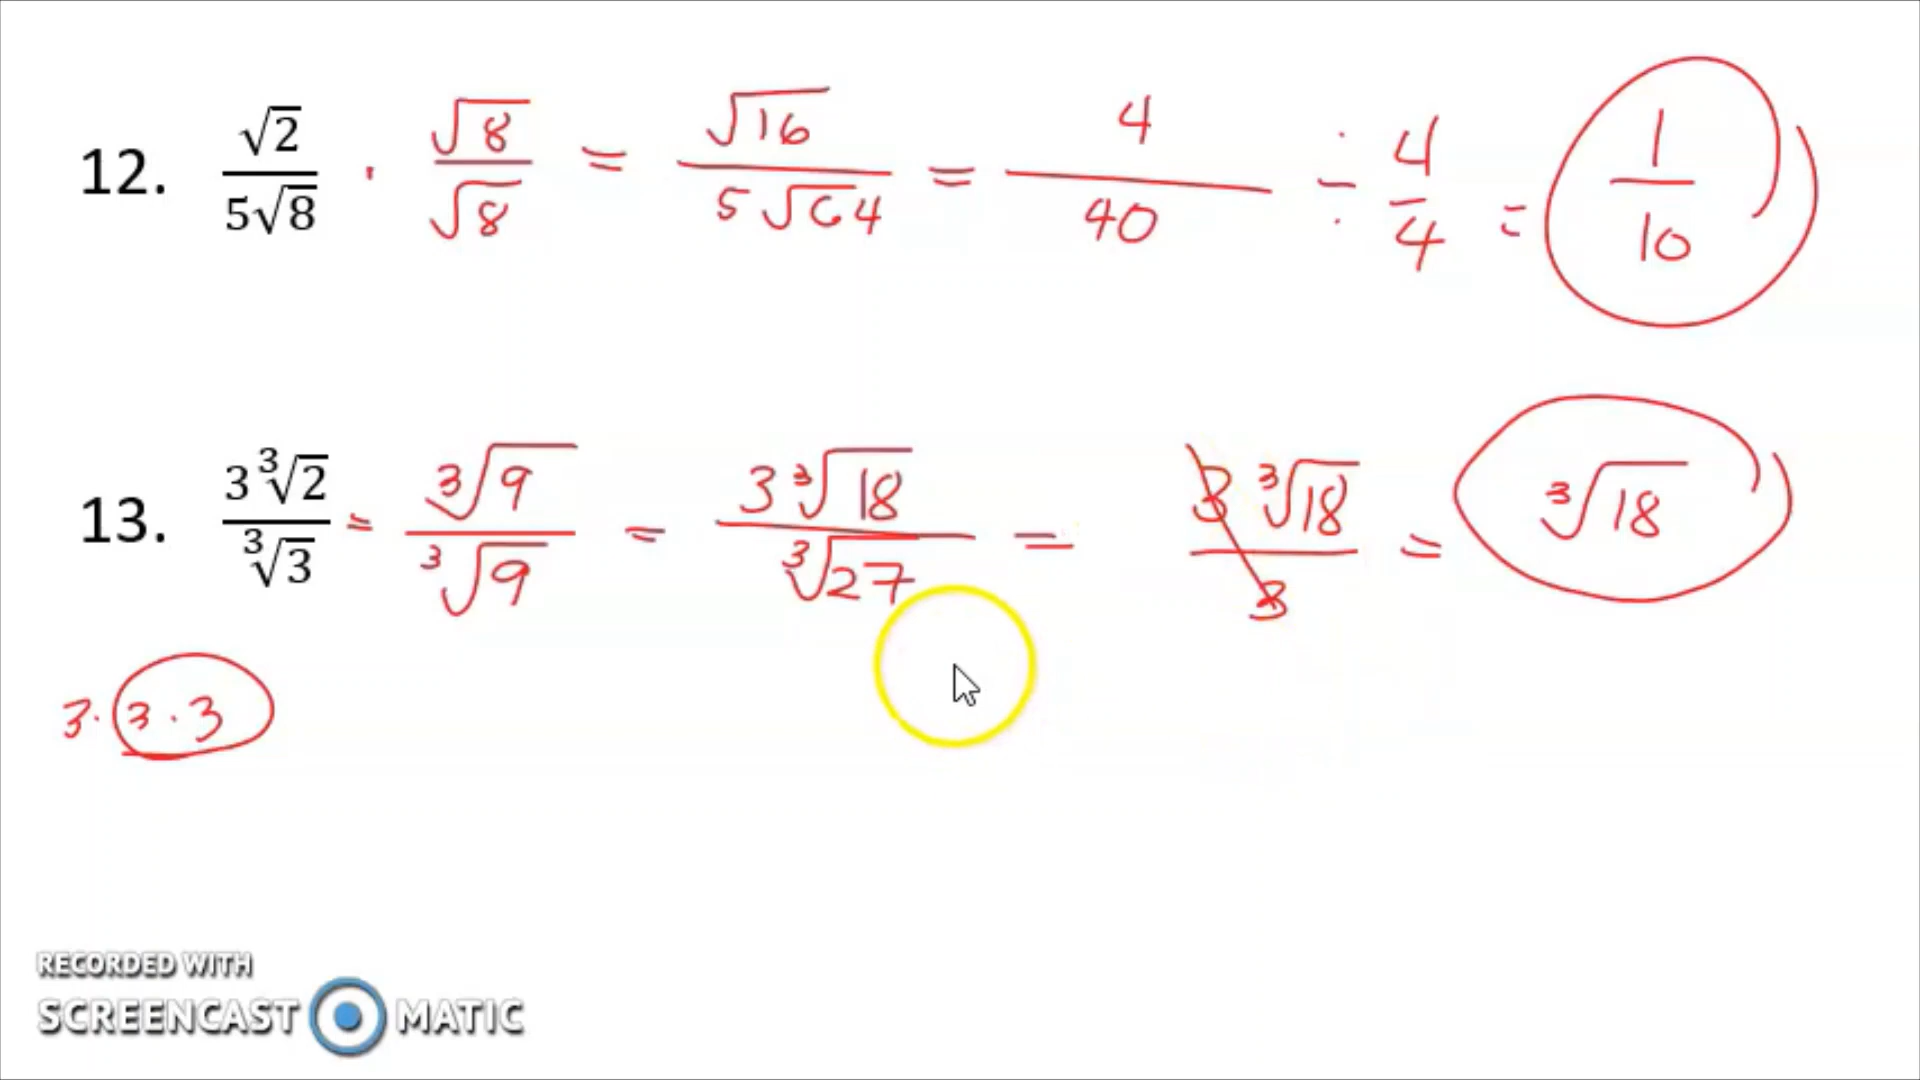 12. √2/5√8 · √8/√8 = √16/5√64 = 4/40 ÷ 4/4 = 1/10
13. 3∛2/∛3 = ∛9/∛9 = 3∛18/∛27 = 3∛18/3 = ∛18
3·3·3
RECORDED WITH
SCREENCAST MATIC